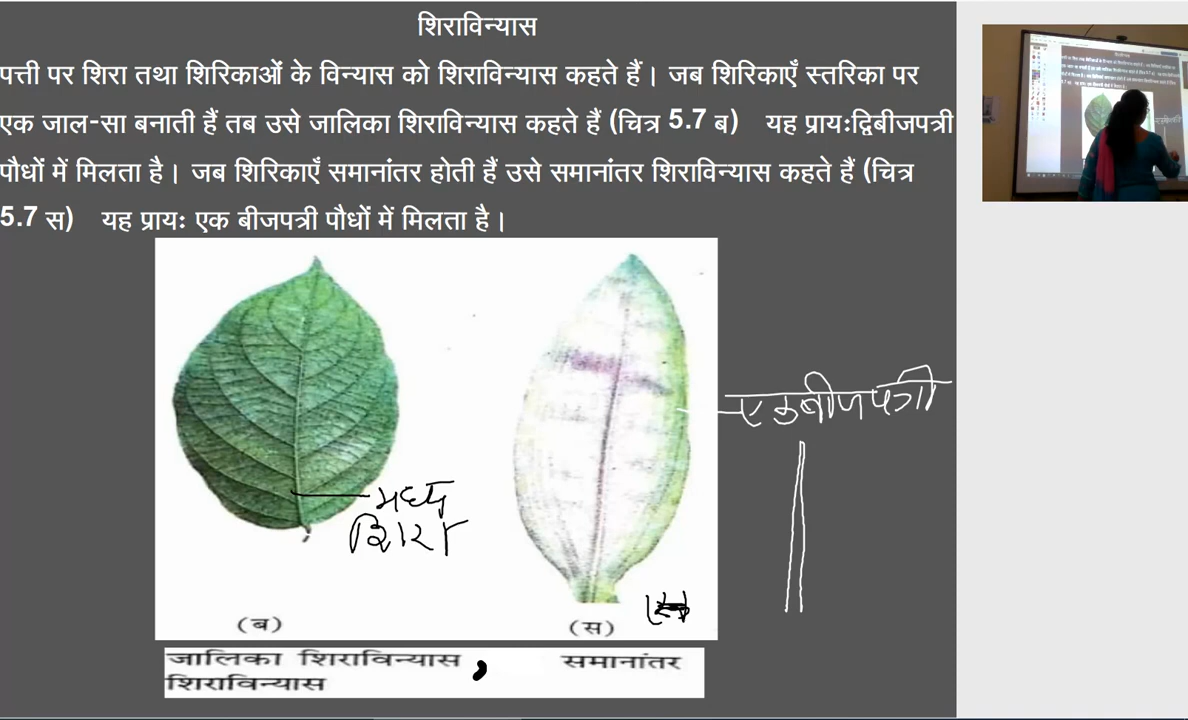 शिराविन्यास
पत्ती पर शिरा तथा शिरिकाओं के विन्यास को शिराविन्यास कहते हैं। जब शिरिकाएँ स्तरिका पर
एक जाल-सा बनाती हैं तब उसे जालिका शिराविन्यास कहते हैं (चित्र 5.7 ब) यह प्रायःद्विबीजपत्री
पौधों में मिलता है। जब शिरिकाएँ समानांतर होती हैं उसे समानांतर शिराविन्यास कहते हैं (चित्र
5.7 स) यह प्रायः एक बीजपत्री पौधों में मिलता है।
एकबीजपत्री
मध्य
शिरा
(ब) (स)
जालिका शिराविन्यास , समानांतर
शिराविन्यास